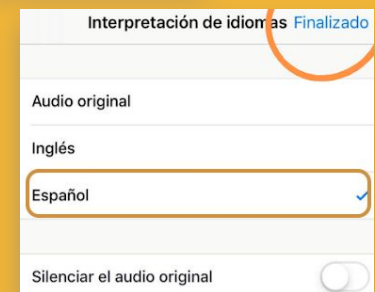 Interpretación de idiomas Finalizado
Audio original
Inglés
Español
Silenciar el audio original